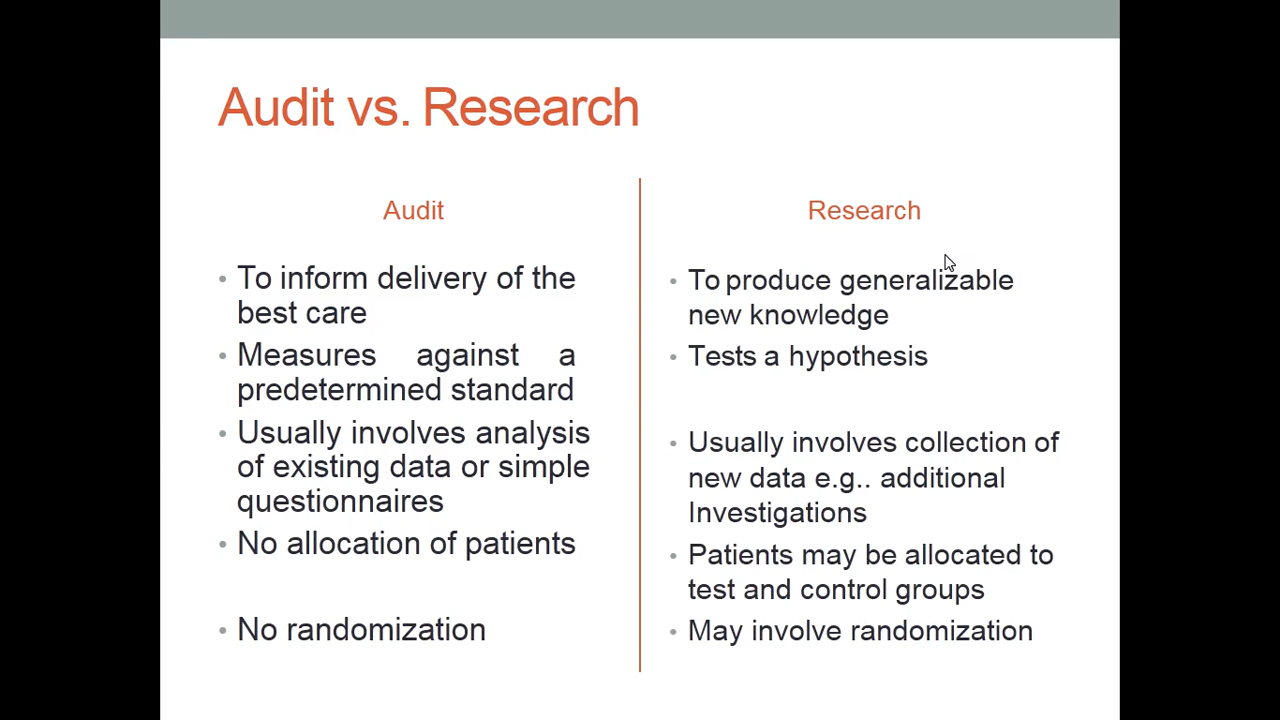 Audit vs. Research
Audit
• To inform delivery of the
best care
• Measures against a
predetermined standard
• Usually involves analysis
of existing data or simple
questionnaires
• No allocation of patients
• No randomization
Research
• To produce generalizable
new knowledge
• Tests a hypothesis
• Usually involves collection of
new data e.g.. additional
Investigations
• Patients may be allocated to
test and control groups
• May involve randomization